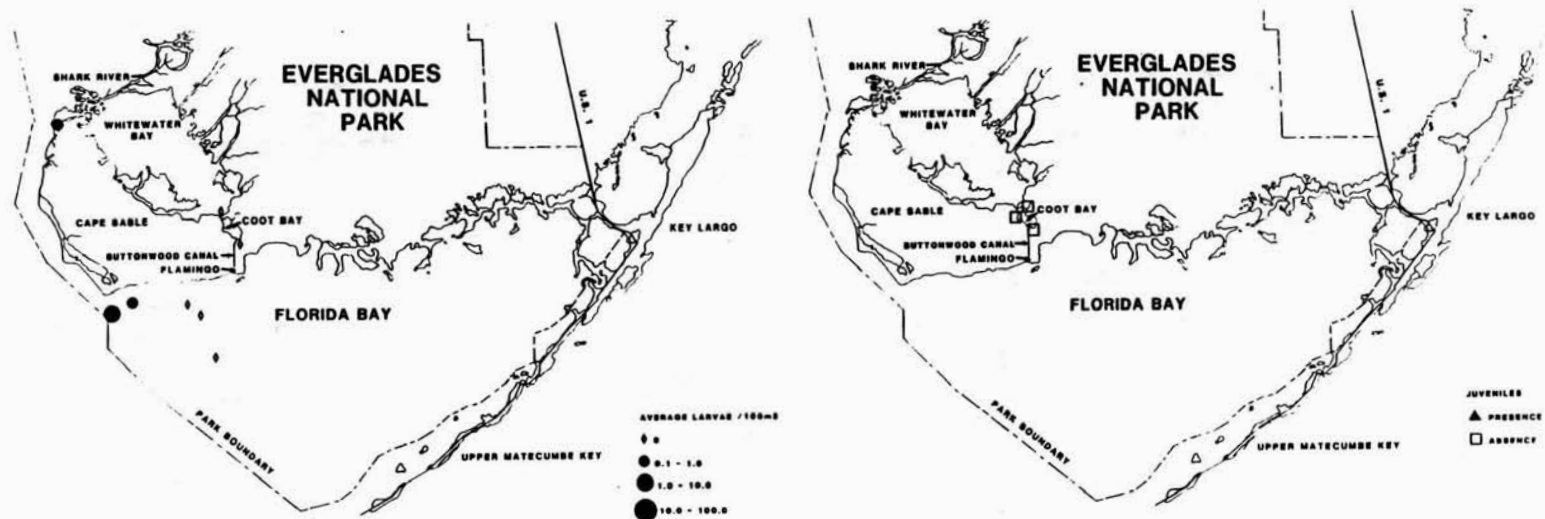 EVERGLADES
NATIONAL
PARK
SHARK RIVER
WHITEWATER
BAY
U.S. 1
CAPE SABLE
COOT BAY
KEY LARGO
BUTTONWOOD CANAL
FLAMINGO
FLORIDA BAY
PARK BOUNDARY
UPPER MATECUMBE KEY
AVERAGE LARVAE /100m3
0
0.1 - 1.0
1.0 - 10.0
10.0 - 100.0
EVERGLADES
NATIONAL
PARK
SHARK RIVER
WHITEWATER
BAY
U.S. 1
CAPE SABLE
COOT BAY
KEY LARGO
BUTTONWOOD CANAL
FLAMINGO
FLORIDA BAY
PARK BOUNDARY
UPPER MATECUMBE KEY
JUVENILES
PRESENCE
ABSENCE